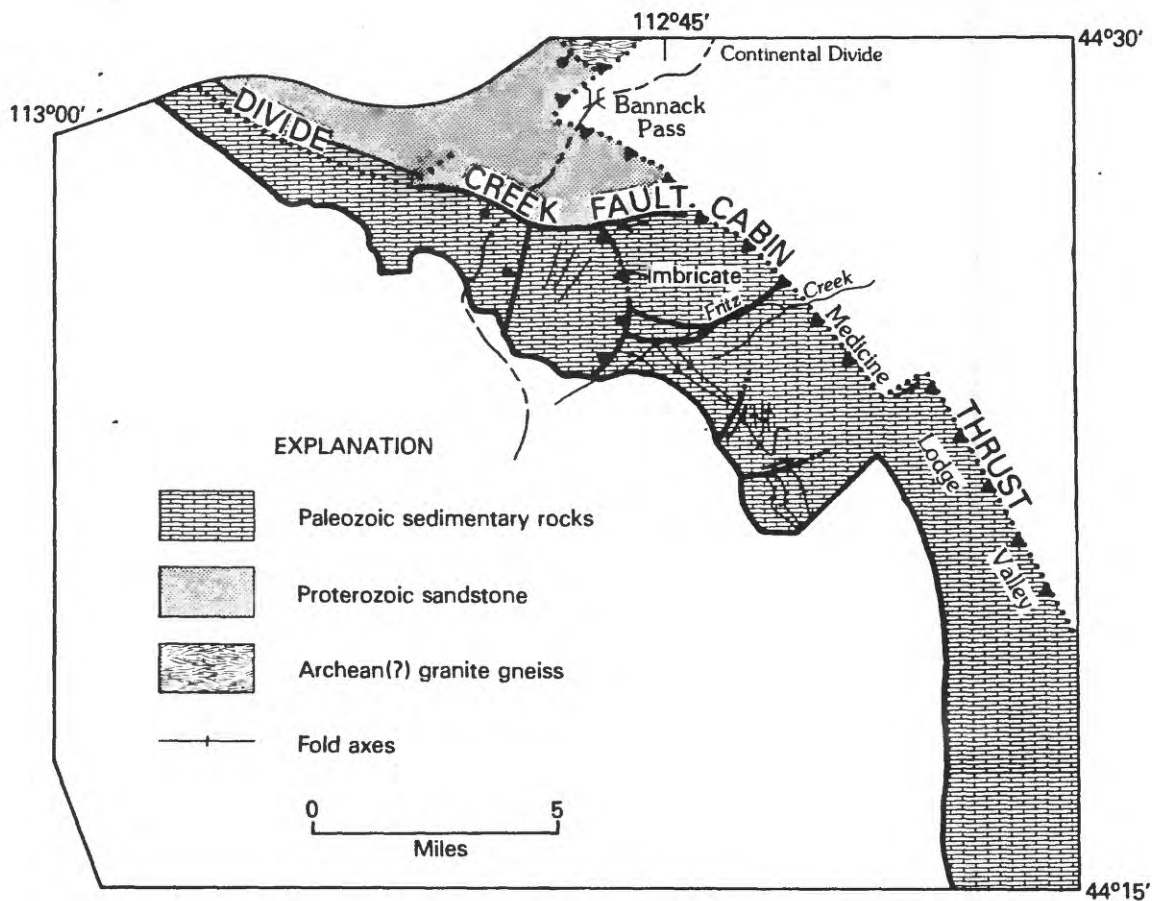 112°45'
44°30'
Continental Divide
113°00'
Bannack
Pass
DIVIDE
CREEK
FAULT
CABIN
Imbricate
Fritz
Creek
Medicine
THRUST
Lodge
Valley
EXPLANATION
Paleozoic sedimentary rocks
Proterozoic sandstone
Archean(?) granite gneiss
Fold axes
0
5
Miles
44°15'